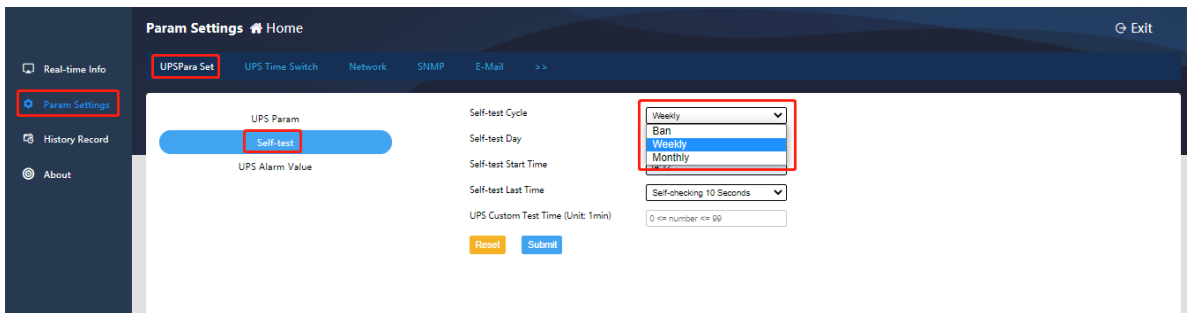 Param Settings Home
Exit
Real-time Info
Param Settings
History Record
About
UPSPara Set UPS Time Switch Network SNMP E-Mail >>
UPS Param
Self-test
UPS Alarm Value
Self-test Cycle Weekly
Ban
Weekly
Monthly
Self-test Day
Self-test Start Time
Self-test Last Time Self-checking 10 Seconds
UPS Custom Test Time (Unit: 1min) 0 <= number <= 99
Reset Submit